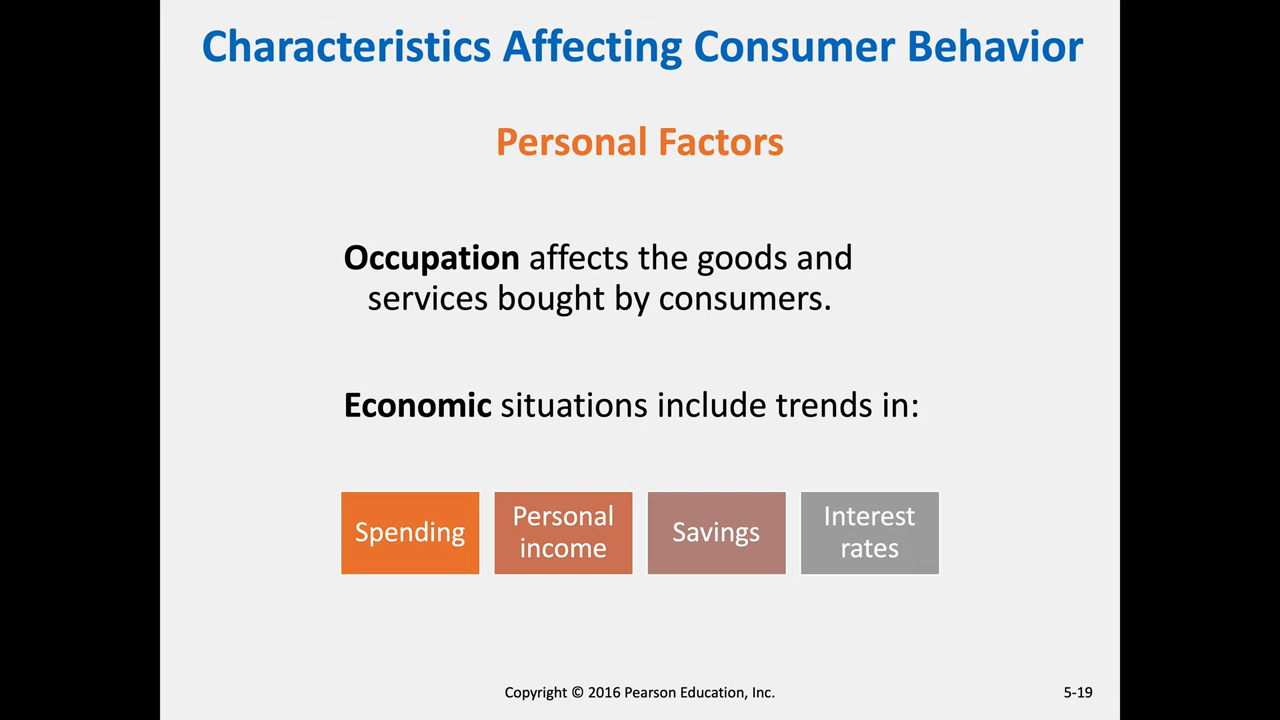 Characteristics Affecting Consumer Behavior
Personal Factors
Occupation affects the goods and
services bought by consumers.
Economic situations include trends in:
Spending
Personal
income
Savings
Interest
rates
Copyright © 2016 Pearson Education, Inc.
5-19